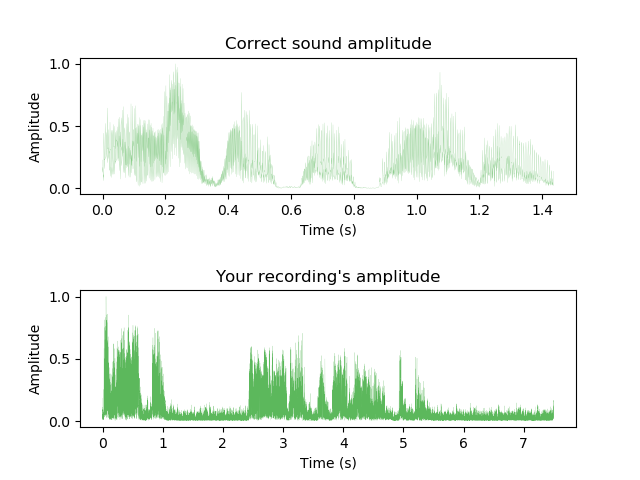 Correct sound amplitude
1.0
0.5
0.0
Amplitude
0.0 0.2 0.4 0.6 0.8 1.0 1.2 1.4
Time (s)
Your recording's amplitude
1.0
0.5
0.0
Amplitude
0 1 2 3 4 5 6 7
Time (s)